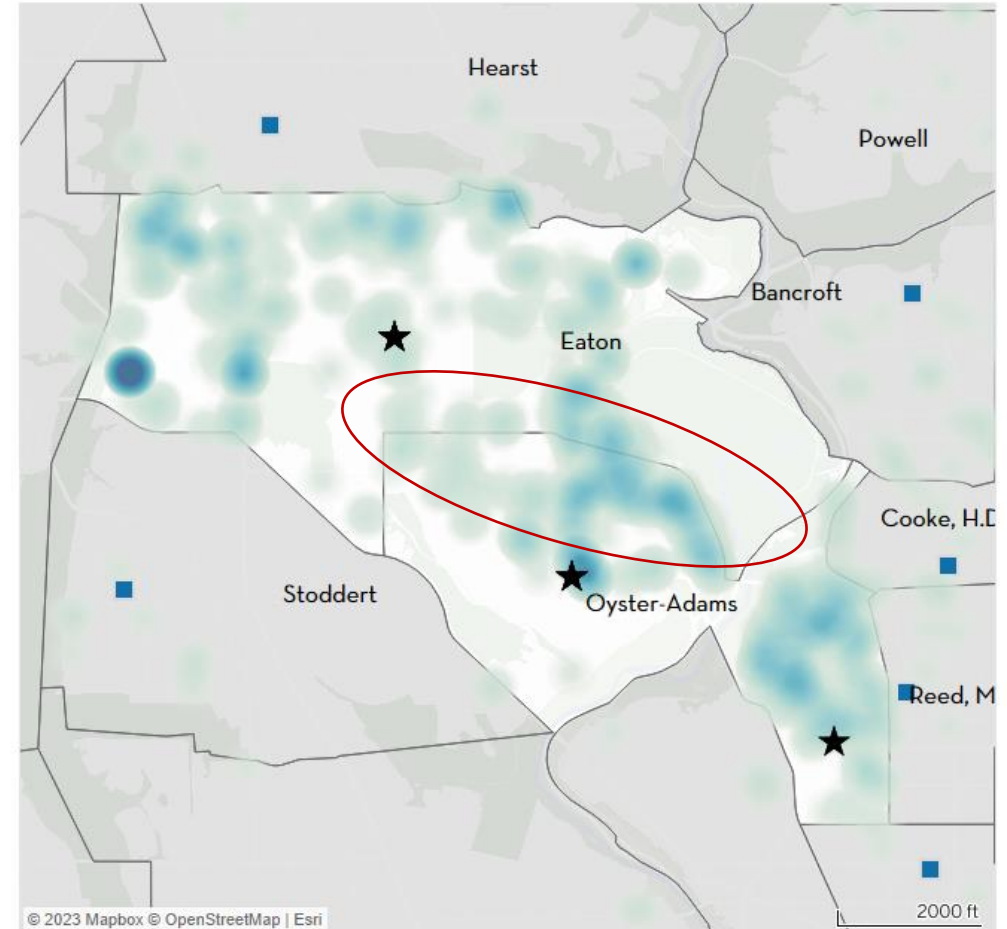 Hearst
Powell
Bancroft
Eaton
Cooke, H.D
Stoddert
Oyster-Adams
Reed, M
2000 ft
© 2023 Mapbox © OpenStreetMap | Esri